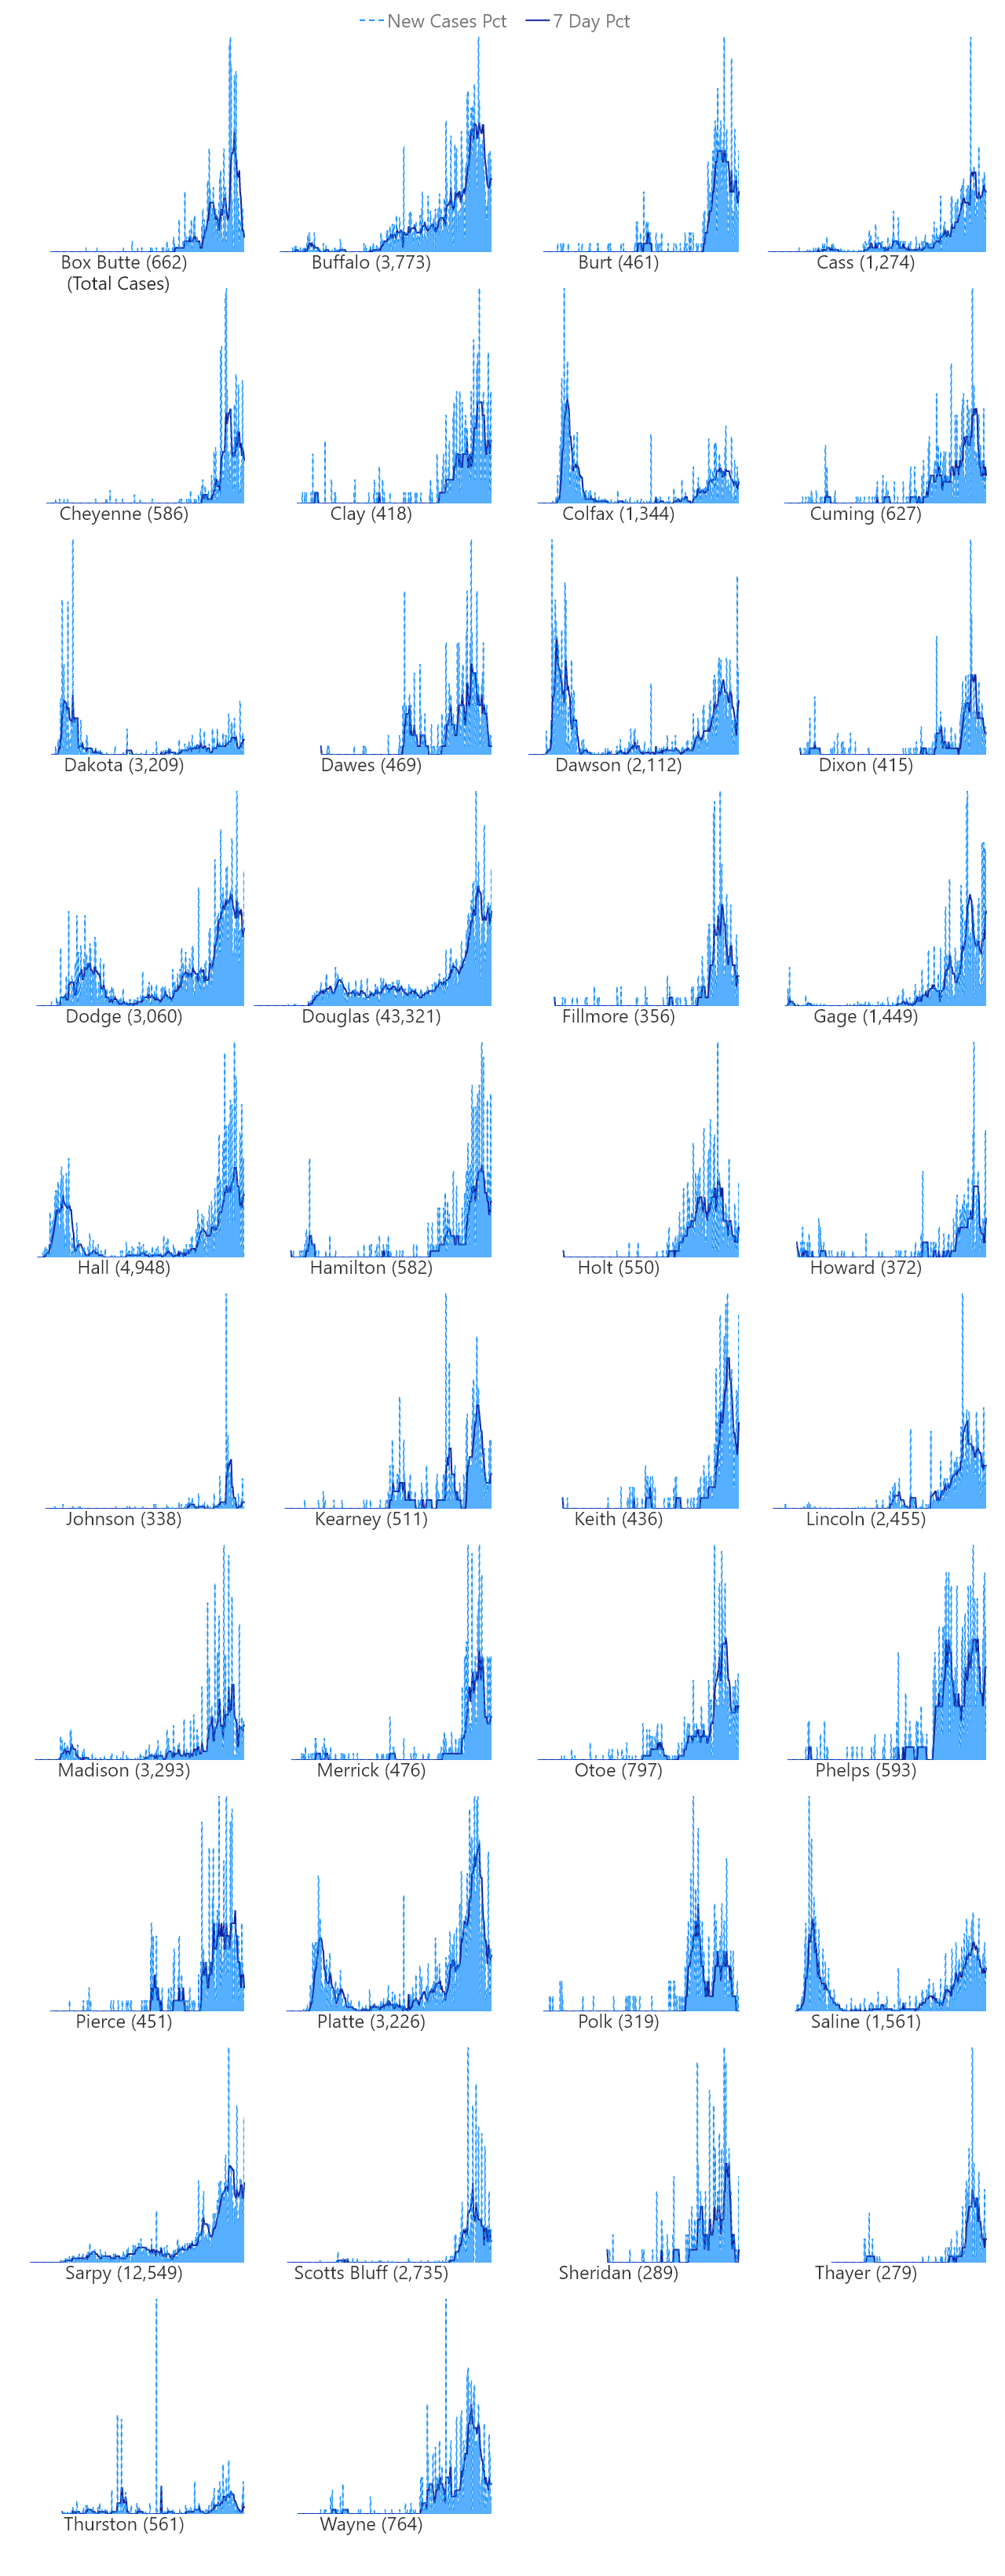 New Cases Pct 7 Day Pct
Box Butte (662) Buffalo (3,773) Burt (461) Cass (1,274)
(Total Cases)
Cheyenne (586) Clay (418) Colfax (1,344) Cuming (627)
Dakota (3,209) Dawes (469) Dawson (2,112) Dixon (415)
Dodge (3,060) Douglas (43,321) Fillmore (356) Gage (1,449)
Hall (4,948) Hamilton (582) Holt (550) Howard (372)
Johnson (338) Kearney (511) Keith (436) Lincoln (2,455)
Madison (3,293) Merrick (476) Otoe (797) Phelps (593)
Pierce (451) Platte (3,226) Polk (319) Saline (1,561)
Sarpy (12,549) Scotts Bluff (2,735) Sheridan (289) Thayer (279)
Thurston (561) Wayne (764)